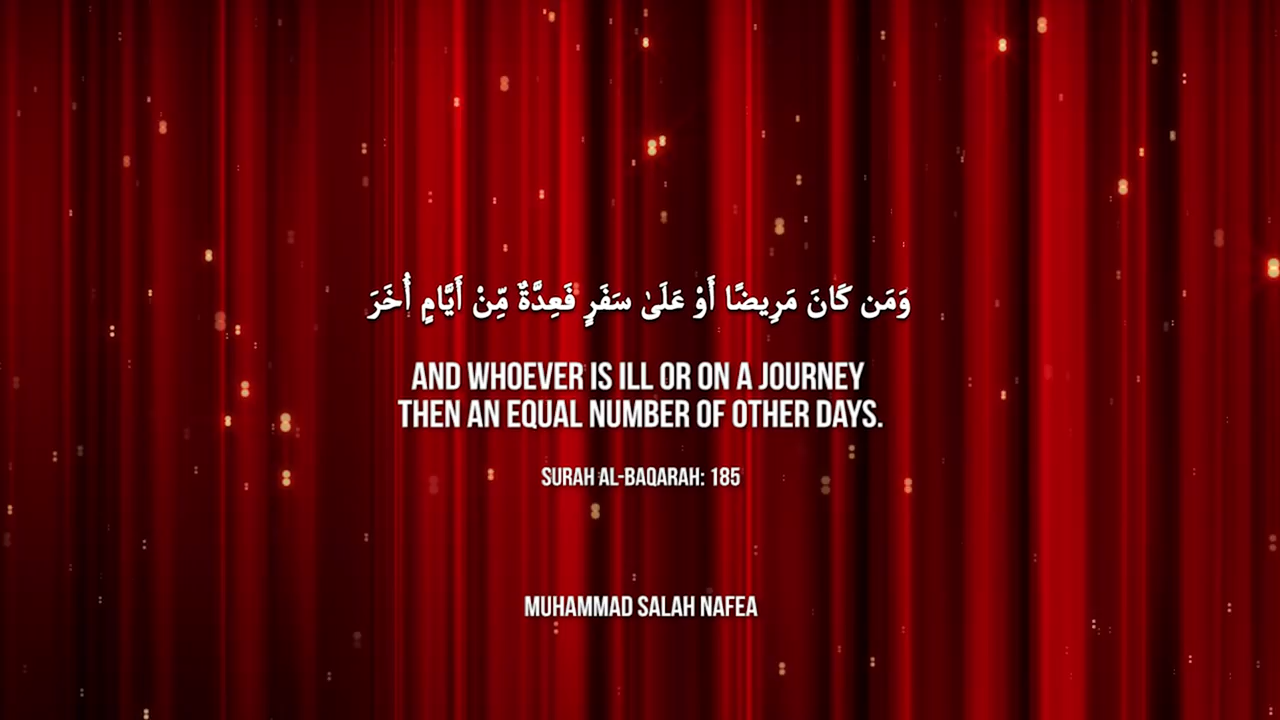 وَمَن كَانَ مَرِيضًا أَوْ عَلَىٰ سَفَرٍ فَعِدَّةٌ مِّنْ أَيَّامٍ أُخَرَ
AND WHOEVER IS ILL OR ON A JOURNEY
THEN AN EQUAL NUMBER OF OTHER DAYS.
SURAH AL-BAQARAH: 185
MUHAMMAD SALAH NAFEA